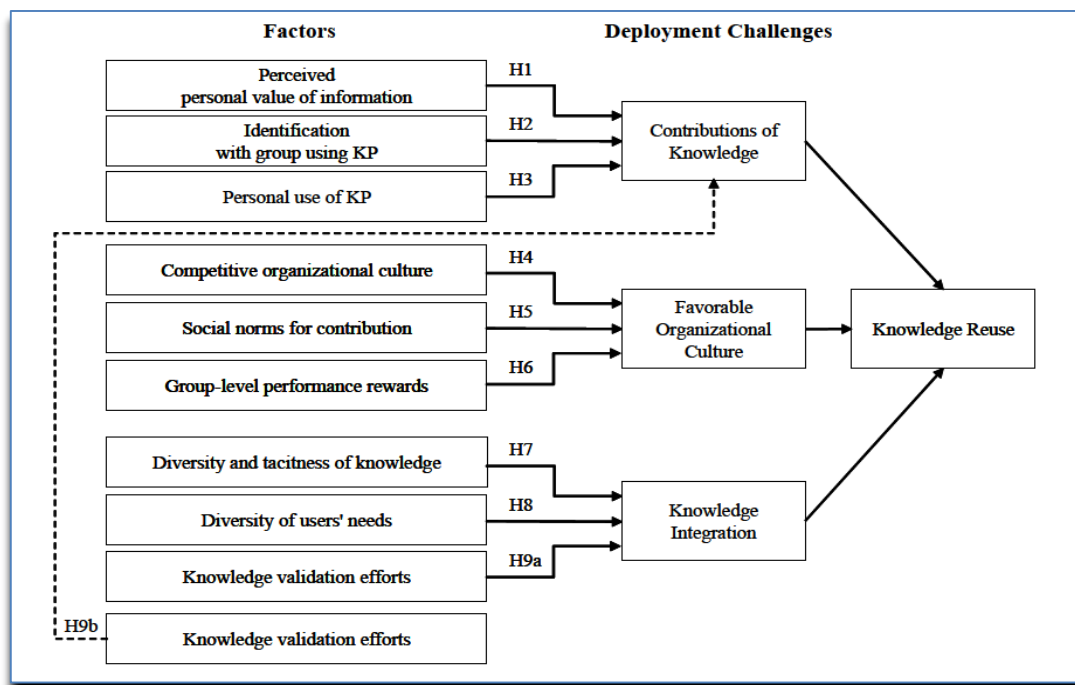 Factors
Deployment Challenges
Perceived
personal value of information
H1
Identification
with group using KP
H2
Personal use of KP
H3
Contributions of
Knowledge
Competitive organizational culture
H4
Social norms for contribution
H5
Group-level performance rewards
H6
Favorable
Organizational
Culture
Knowledge Reuse
Diversity and tacitness of knowledge
H7
Diversity of users' needs
H8
Knowledge validation efforts
H9a
Knowledge
Integration
H9b
Knowledge validation efforts